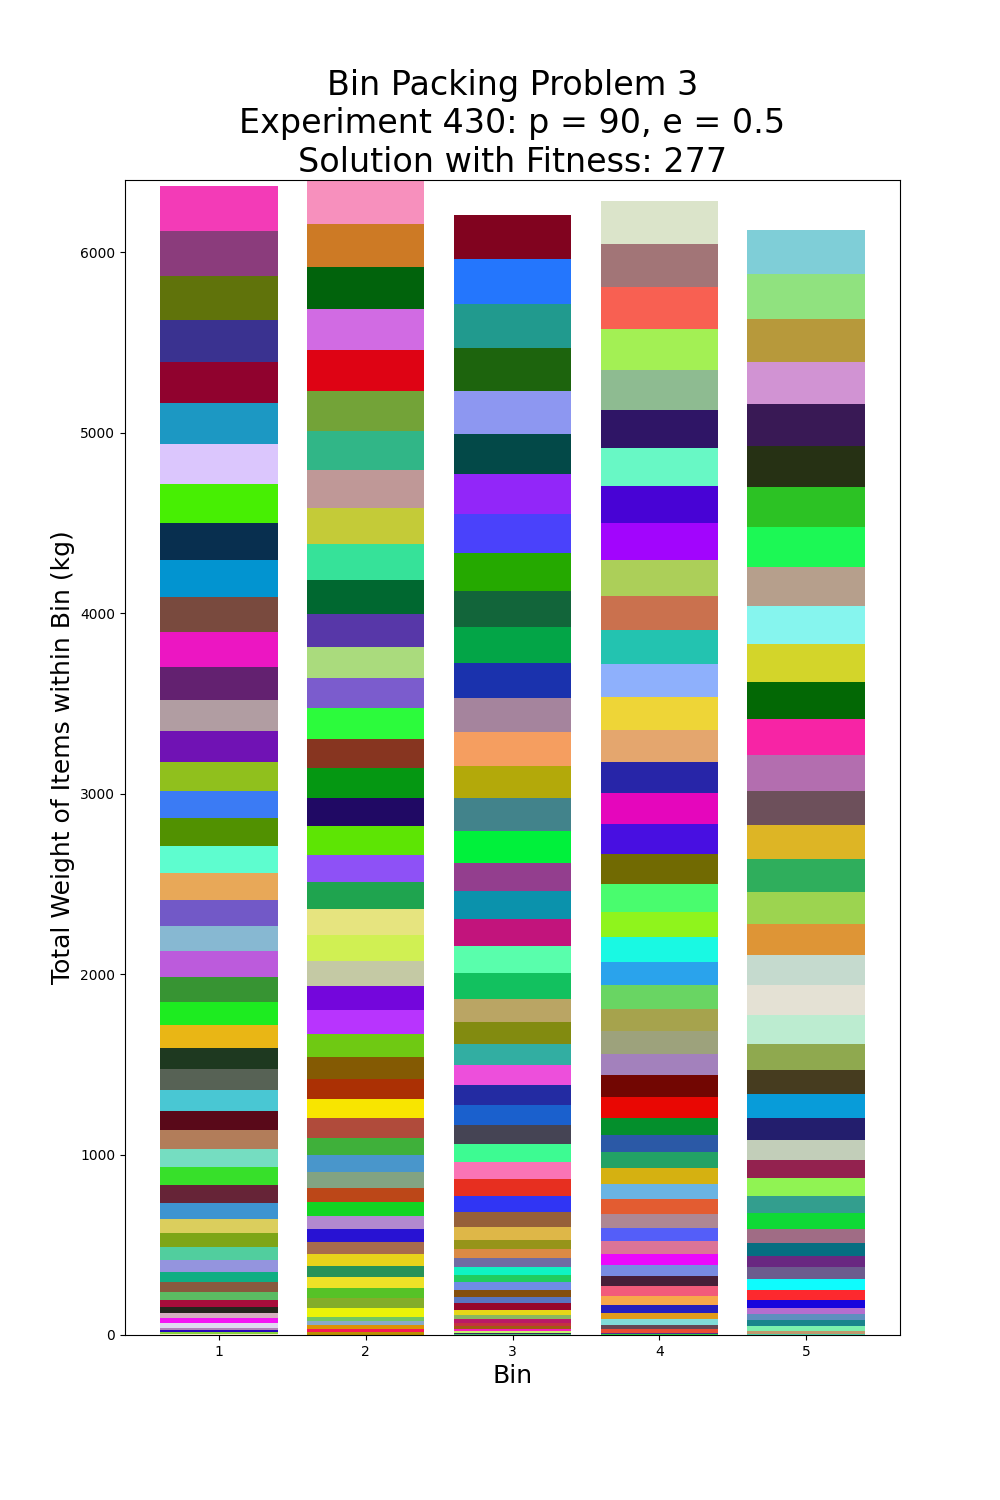 Bin Packing Problem 3
Experiment 430: p = 90, e = 0.5
Solution with Fitness: 277
Total Weight of Items within Bin (kg)
6000
5000
4000
3000
2000
1000
0
1 2 3 4 5
Bin